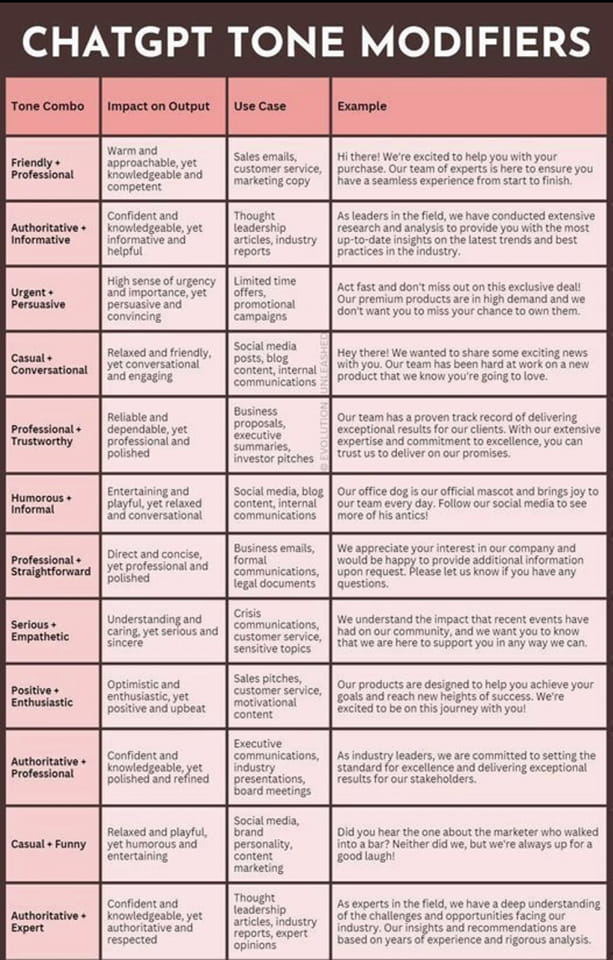 CHATGPT TONE MODIFIERS
Tone Combo
Impact on Output
Use Case
Example
Friendly +
Professional
Warm and
approachable, yet
knowledgeable and
competent
Sales emails,
customer service,
marketing copy
Hi there! We're excited to help you with your
purchase. Our team of experts is here to ensure you
have a seamless experience from start to finish.
Authoritative +
Informative
Confident and
knowledgeable, yet
informative and
helpful
Thought
leadership
articles, industry
reports
As leaders in the field, we have conducted extensive
research and analysis to provide you with the most
up-to-date insights on the latest trends and best
practices in the industry.
Urgent +
Persuasive
High sense of urgency
and importance, yet
persuasive and
convincing
Limited time
offers,
promotional
campaigns
Act fast and don't miss out on this exclusive deal!
Our premium products are in high demand and we
don't want you to miss your chance to own them.
Casual +
Conversational
Relaxed and friendly,
yet conversational
and engaging
Social media
posts, blog
content, internal
communications
Hey there! We wanted to share some exciting news
with you. Our team has been hard at work on a new
product that we know you're going to love.
Professional +
Trustworthy
Reliable and
dependable, yet
professional and
polished
Business
proposals,
executive
summaries,
investor pitches
Our team has a proven track record of delivering
exceptional results for our clients. With our extensive
expertise and commitment to excellence, you can
trust us to deliver on our promises.
© EVOLUTION UNLEASHED
Humorous +
Informal
Entertaining and
playful, yet relaxed
and conversational
Social media, blog
content, internal
communications
Our office dog is our official mascot and brings joy to
our team every day. Follow our social media to see
more of his antics!
Professional +
Straightforward
Direct and concise,
yet professional and
polished
Business emails,
formal
communications,
legal documents
We appreciate your interest in our company and
would be happy to provide additional information
upon request. Please let us know if you have any
questions.
Serious +
Empathetic
Understanding and
caring, yet serious and
sincere
Crisis
communications,
customer service,
sensitive topics
We understand the impact that recent events have
had on our community, and we want you to know
that we are here to support you in any way we can.
Positive +
Enthusiastic
Optimistic and
enthusiastic, yet
positive and upbeat
Sales pitches,
customer service,
motivational
content
Our products are designed to help you achieve your
goals and reach new heights of success. We're
excited to be on this journey with you!
Authoritative +
Professional
Confident and
knowledgeable, yet
polished and refined
Executive
communications,
industry
presentations,
board meetings
As industry leaders, we are committed to setting the
standard for excellence and delivering exceptional
results for our stakeholders.
Casual + Funny
Relaxed and playful,
yet humorous and
entertaining
Social media,
brand
personality,
content
marketing
Did you hear the one about the marketer who walked
into a bar? Neither did we, but we're always up for a
good laugh!
Authoritative +
Expert
Confident and
knowledgeable, yet
authoritative and
respected
Thought
leadership
articles, industry
reports, expert
opinions
As experts in the field, we have a deep understanding
of the challenges and opportunities facing our
industry. Our insights and recommendations are
based on years of experience and rigorous analysis.